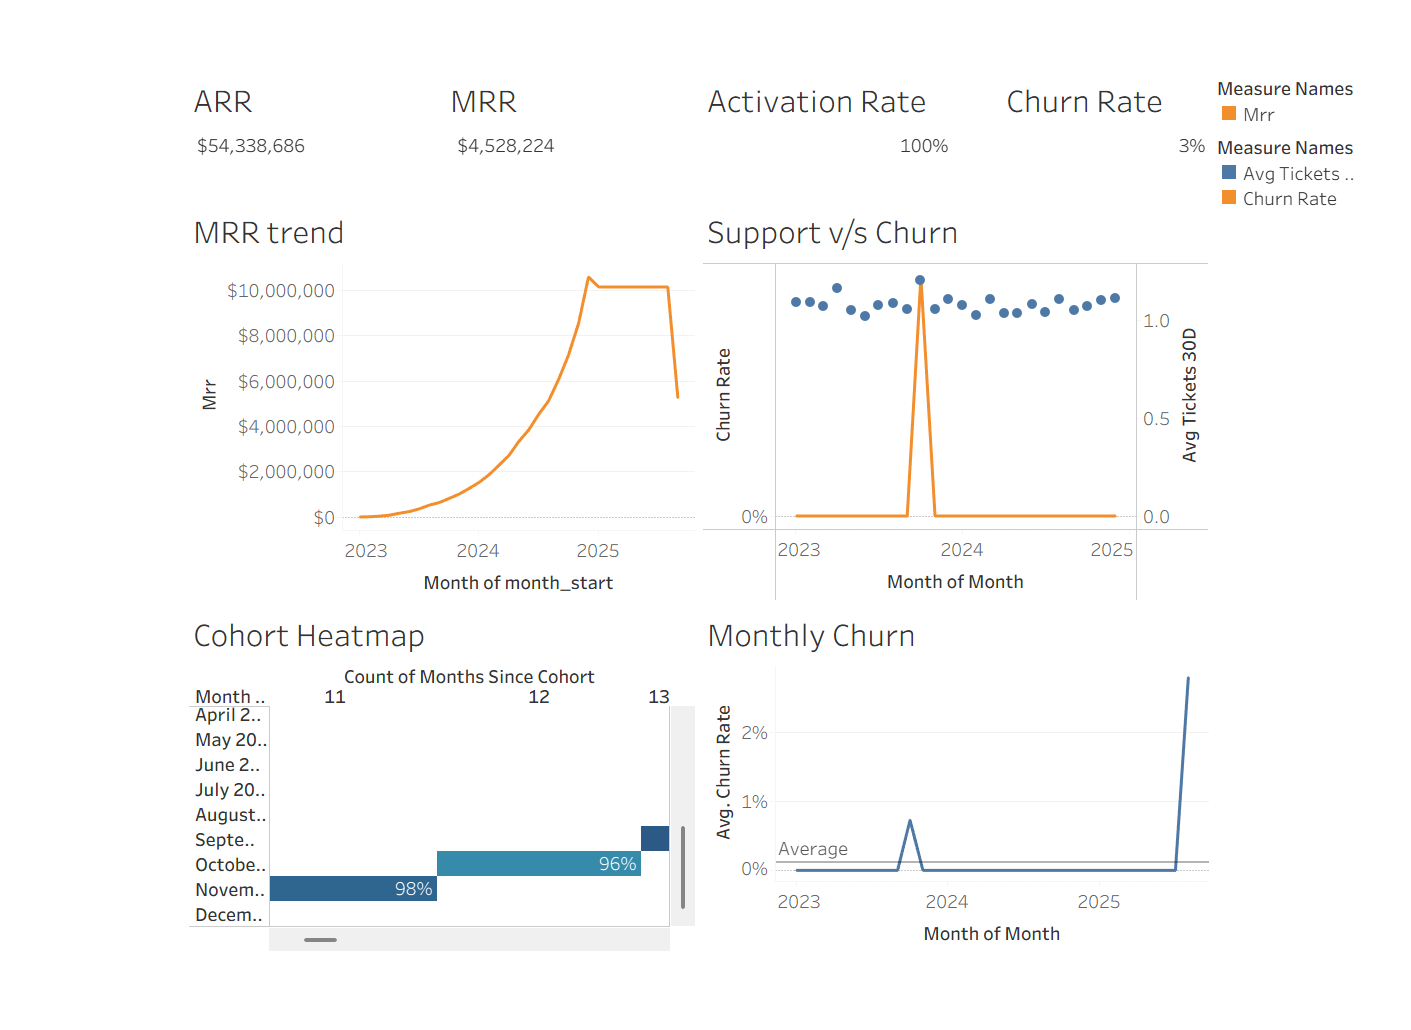 ARR
MRR
Activation Rate
Churn Rate
$54,338,686
$4,528,224
100%
3%
Measure Names
Mrr
Measure Names
Avg Tickets ..
Churn Rate
MRR trend
$10,000,000
$8,000,000
$6,000,000
$4,000,000
$2,000,000
$0
Mrr
2023
2024
2025
Month of month_start
Support v/s Churn
Churn Rate
0%
1.0
0.5
0.0
Avg Tickets 30D
2023
2024
2025
Month of Month
Cohort Heatmap
Count of Months Since Cohort
Month ..
11
12
13
April 2..
May 20..
June 2..
July 20..
August..
Septe..
Octobe..
96%
Novem..
98%
Decem..
Monthly Churn
Avg. Churn Rate
2%
1%
0%
Average
2023
2024
2025
Month of Month